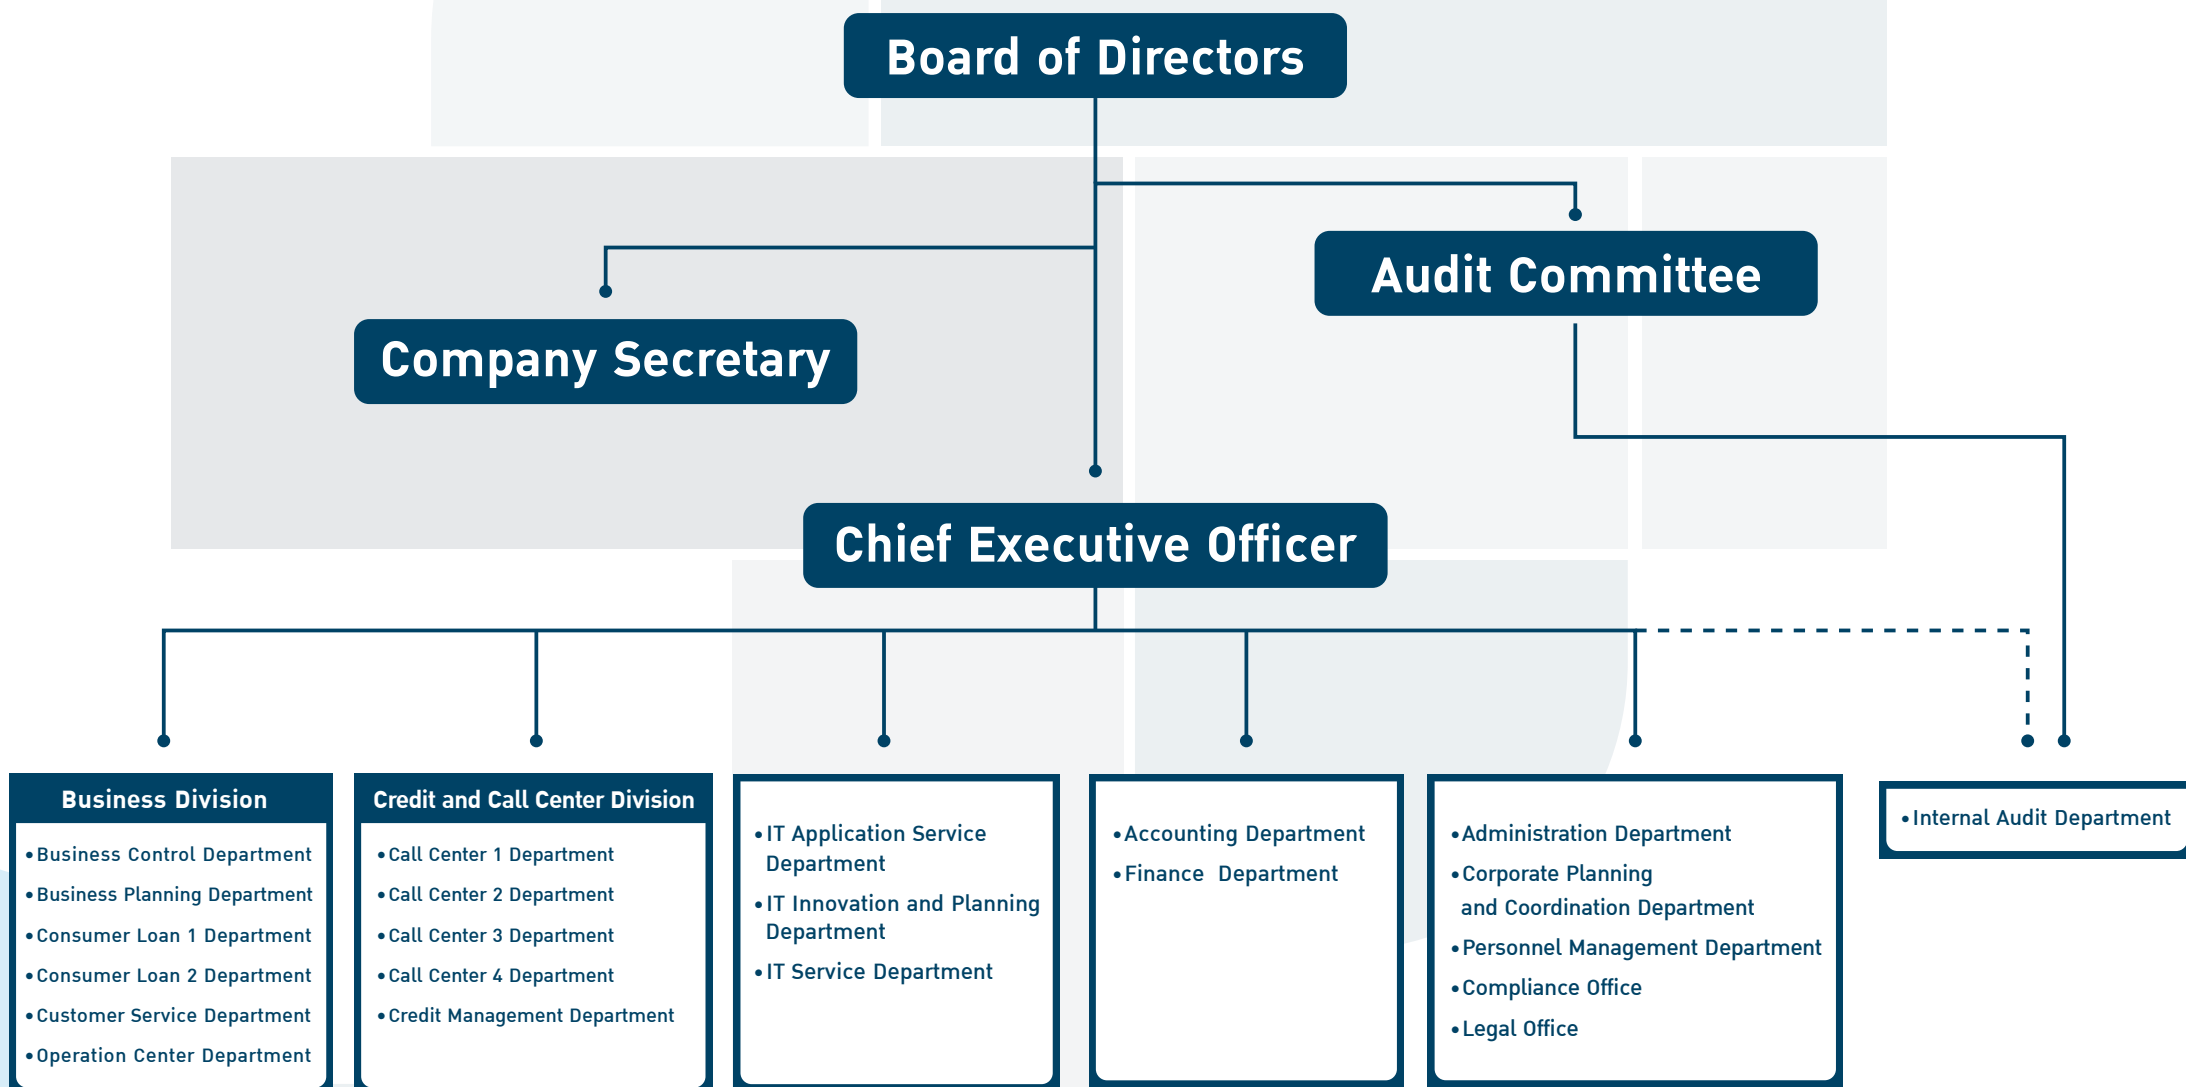 Board of Directors
Audit Committee
Company Secretary
Chief Executive Officer
Business Division
•Business Control Department
•Business Planning Department
•Consumer Loan 1 Department
•Consumer Loan 2 Department
•Customer Service Department
•Operation Center Department
Credit and Call Center Division
•Call Center 1 Department
•Call Center 2 Department
•Call Center 3 Department
•Call Center 4 Department
•Credit Management Department
•IT Application Service
Department
•IT Innovation and Planning
Department
•IT Service Department
•Accounting Department
•Finance Department
•Administration Department
•Corporate Planning
and Coordination Department
•Personnel Management Department
•Compliance Office
•Legal Office
•Internal Audit Department